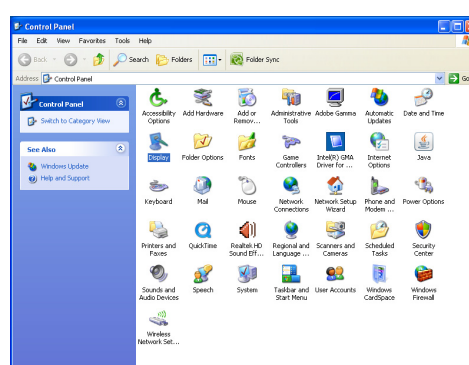 Control Panel
File Edit View Favorites Tools Help
Back Search Folders Folder Sync
Address Control Panel Go
Control Panel
Switch to Category View
See Also
Windows Update
Help and Support
Accessibility Options
Add Hardware
Add or Remov...
Administrative Tools
Adobe Gamma
Automatic Updates
Date and Time
Display
Folder Options
Fonts
Game Controllers
Intel(R) GMA Driver for ...
Internet Options
Java
Keyboard
Mail
Mouse
Network Connections
Network Setup Wizard
Phone and Modem ...
Power Options
Printers and Faxes
QuickTime
Realtek HD Sound Eff...
Regional and Language ...
Scanners and Cameras
Scheduled Tasks
Security Center
Sounds and Audio Devices
Speech
System
Taskbar and Start Menu
User Accounts
Windows CardSpace
Windows Firewall
Wireless Network Set...